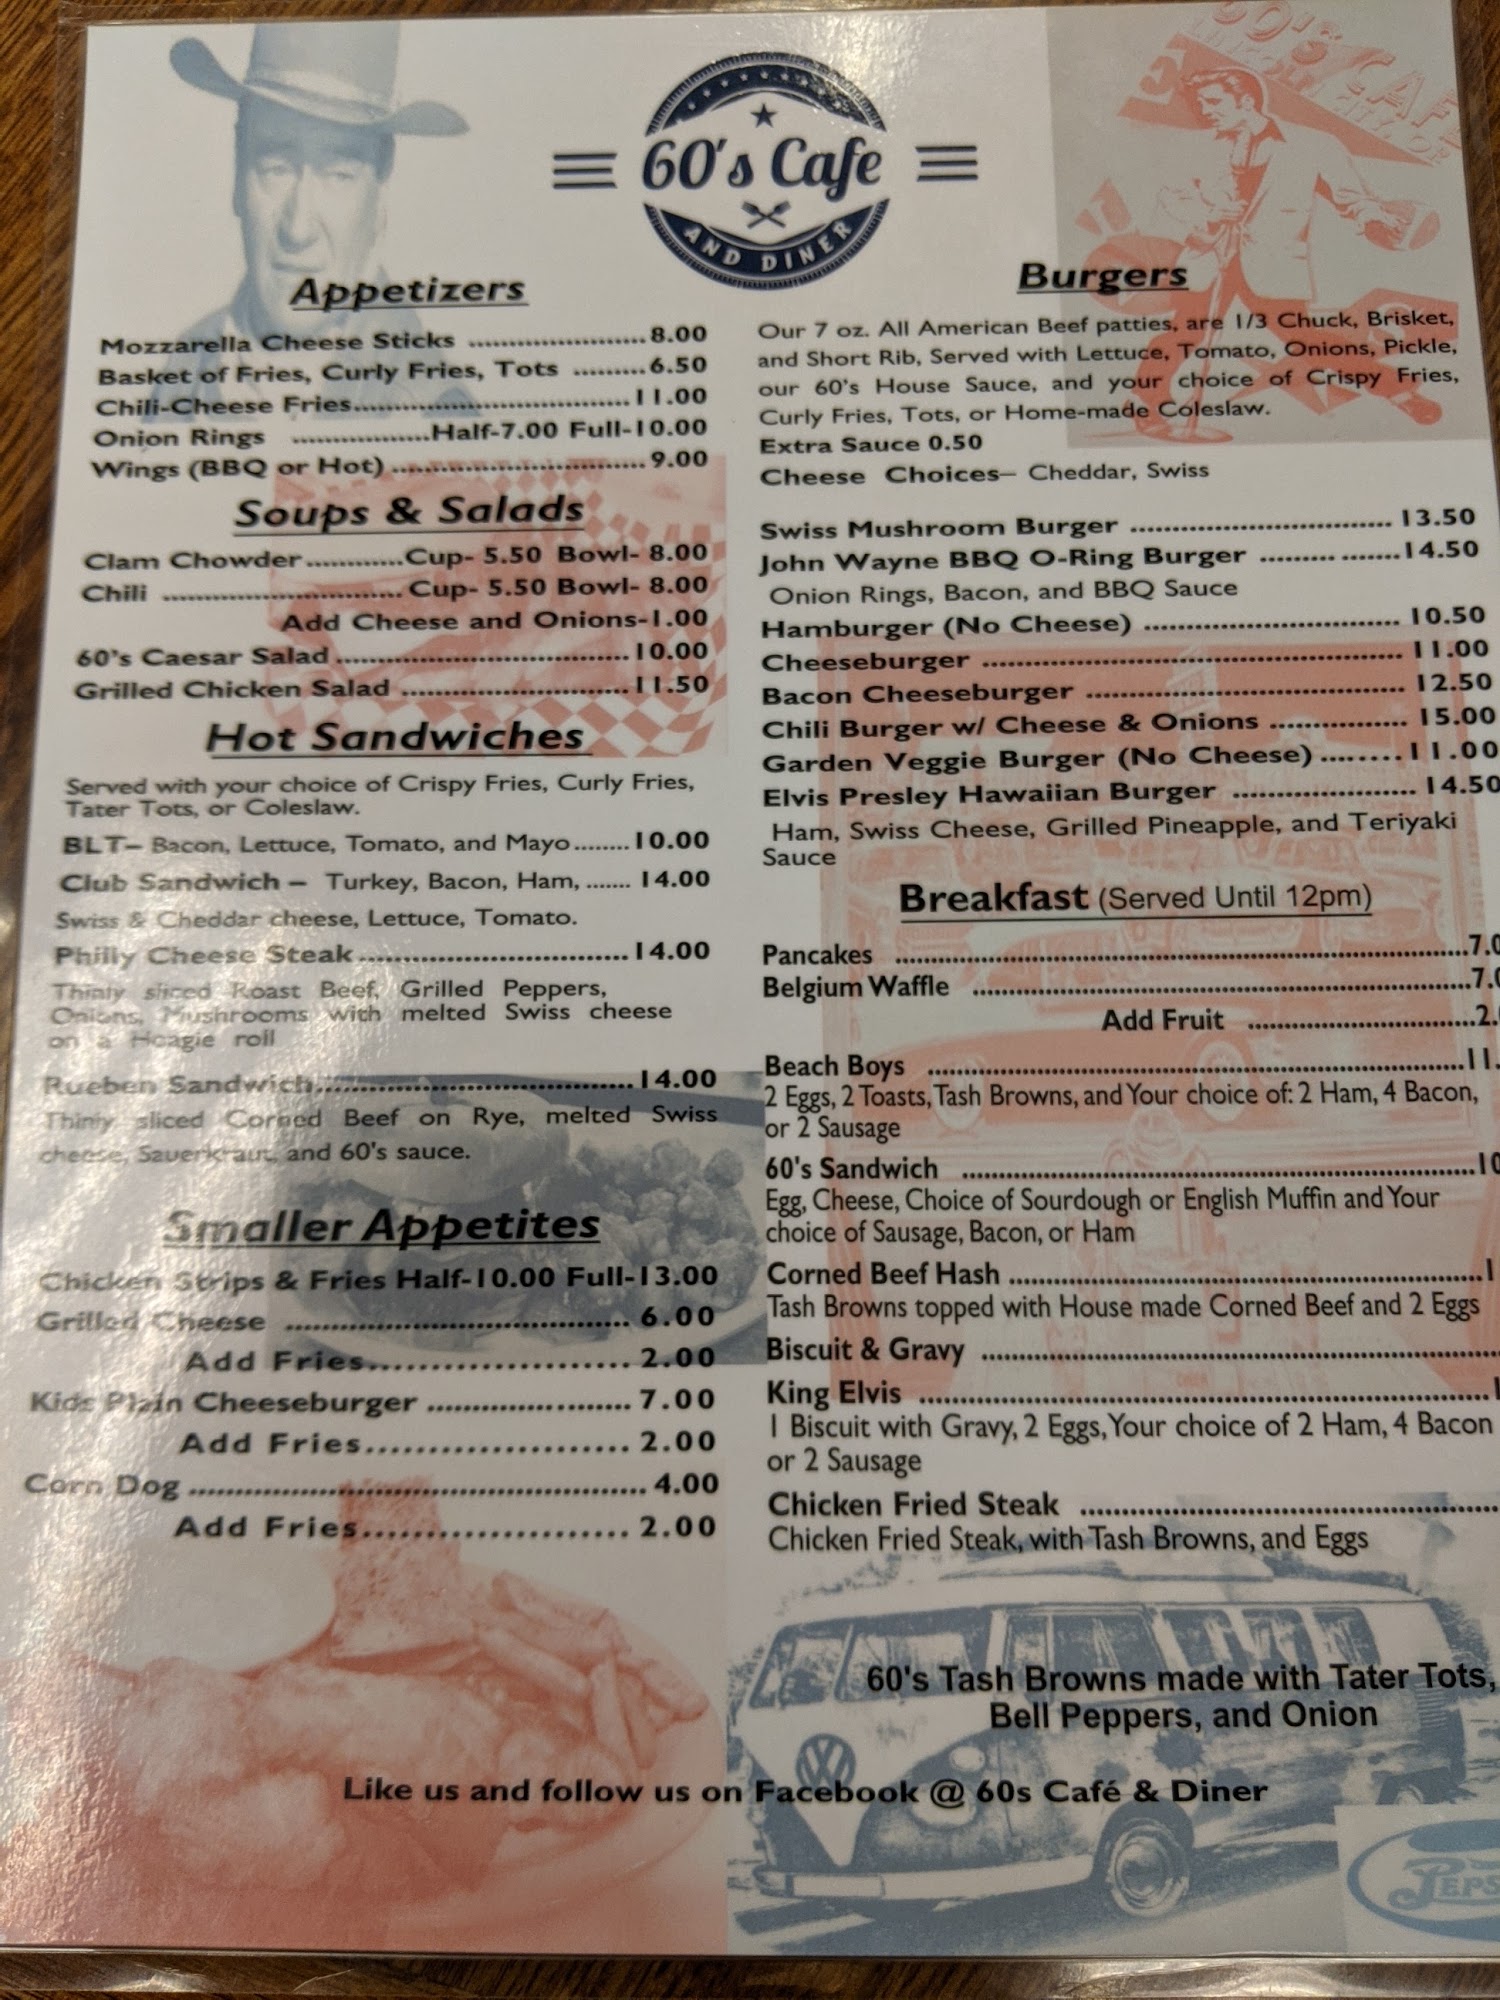 60's Cafe
AND DINER
Appetizers
Mozzarella Cheese Sticks ......................8.00
Basket of Fries, Curly Fries, Tots .........6.50
Chili-Cheese Fries..................................11.00
Onion Rings .................Half-7.00 Full-10.00
Wings (BBQ or Hot) ...............................9.00
Soups & Salads
Clam Chowder............Cup- 5.50 Bowl- 8.00
Chili ............................. Cup- 5.50 Bowl- 8.00
Add Cheese and Onions-1.00
60's Caesar Salad ....................................10.00
Grilled Chicken Salad ............................11.50
Hot Sandwiches
Served with your choice of Crispy Fries, Curly Fries,
Tater Tots, or Coleslaw.
BLT– Bacon, Lettuce, Tomato, and Mayo........10.00
Club Sandwich – Turkey, Bacon, Ham, ....... 14.00
Swiss & Cheddar cheese, Lettuce, Tomato.
Philly Cheese Steak.................................14.00
Thinly sliced Roast Beef, Grilled Peppers,
Onions, Mushrooms with melted Swiss cheese
on a Hoagie roll
Rueben Sandwich.......................................14.00
Thinly sliced Corned Beef on Rye, melted Swiss
cheese, Sauerkraut, and 60's sauce.
Smaller Appetites
Chicken Strips & Fries Half-10.00 Full-13.00
Grilled Cheese .......................................... 6.00
Add Fries....................... 2.00
Kids Plain Cheeseburger ......................... 7.00
Add Fries....................... 2.00
Corn Dog ...................................................... 4.00
Add Fries....................... 2.00
Burgers
Our 7 oz. All American Beef patties, are 1/3 Chuck, Brisket,
and Short Rib, Served with Lettuce, Tomato, Onions, Pickle,
our 60's House Sauce, and your choice of Crispy Fries,
Curly Fries, Tots, or Home-made Coleslaw.
Extra Sauce 0.50
Cheese Choices– Cheddar, Swiss
Swiss Mushroom Burger ................................ 13.50
John Wayne BBQ O-Ring Burger ......... .......14.50
Onion Rings, Bacon, and BBQ Sauce
Hamburger (No Cheese) ............................... 10.50
Cheeseburger ................................................... 11.00
Bacon Cheeseburger ....................................... 12.50
Chili Burger w/ Cheese & Onions ................. 15.00
Garden Veggie Burger (No Cheese) ........11.00
Elvis Presley Hawaiian Burger ...................... 14.50
Ham, Swiss Cheese, Grilled Pineapple, and Teriyaki
Sauce
Breakfast (Served Until 12pm)
Pancakes ......................................................................7.0
Belgium Waffle .............................................................7.0
Add Fruit ..............................2.
Beach Boys ..................................................................11.
2 Eggs, 2 Toasts, Tash Browns, and Your choice of: 2 Ham, 4 Bacon,
or 2 Sausage
60's Sandwich ...............................................................10
Egg, Cheese, Choice of Sourdough or English Muffin and Your
choice of Sausage, Bacon, or Ham
Corned Beef Hash ..........................................................1
Tash Browns topped with House made Corned Beef and 2 Eggs
Biscuit & Gravy ................................................................
King Elvis ......................................................................1
1 Biscuit with Gravy, 2 Eggs, Your choice of 2 Ham, 4 Bacon
or 2 Sausage
Chicken Fried Steak ....................................................
Chicken Fried Steak, with Tash Browns, and Eggs
60's Tash Browns made with Tater Tots,
Bell Peppers, and Onion
Like us and follow us on Facebook @ 60s Café & Diner
PEPS